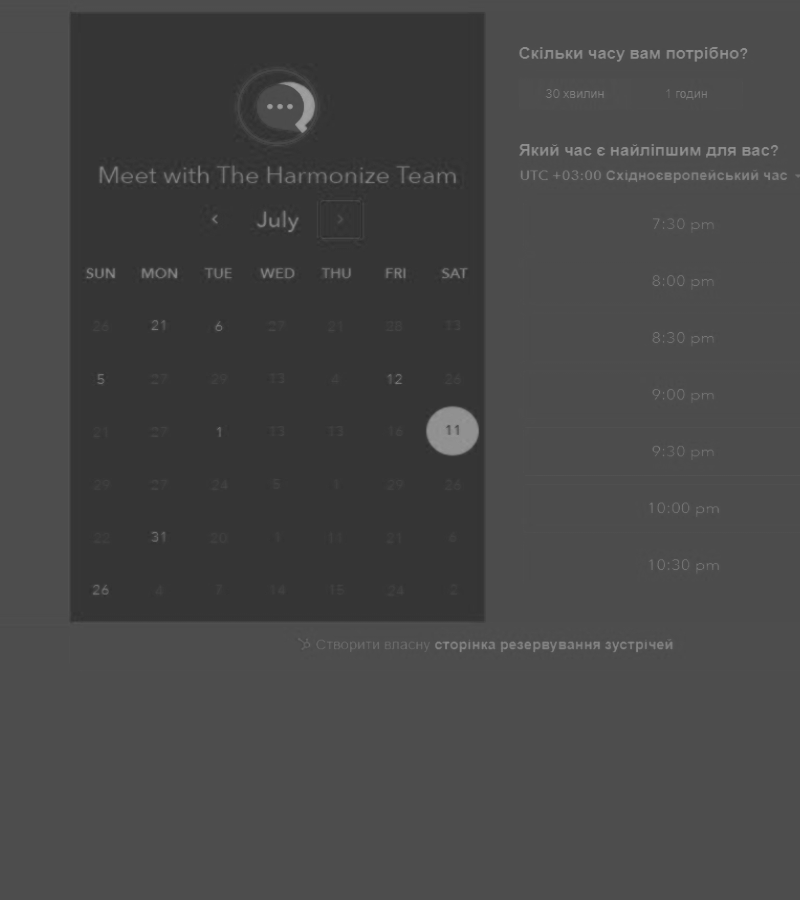 Meet with The Harmonize Team
‹ July ›
SUN MON TUE WED THU FRI SAT
26 21 6 27 21 28 13
5 27 29 13 4 12 26
21 27 1 13 13 16 11
29 27 24 5 1 29 26
22 31 20 1 11 21 6
26 4 7 14 15 24 2
Скільки часу вам потрібно?
30 хвилин 1 годин
Який час є найліпшим для вас?
UTC +03:00 Східноєвропейський час
7:30 pm
8:00 pm
8:30 pm
9:00 pm
9:30 pm
10:00 pm
10:30 pm
Створити власну сторінка резервування зустрічей